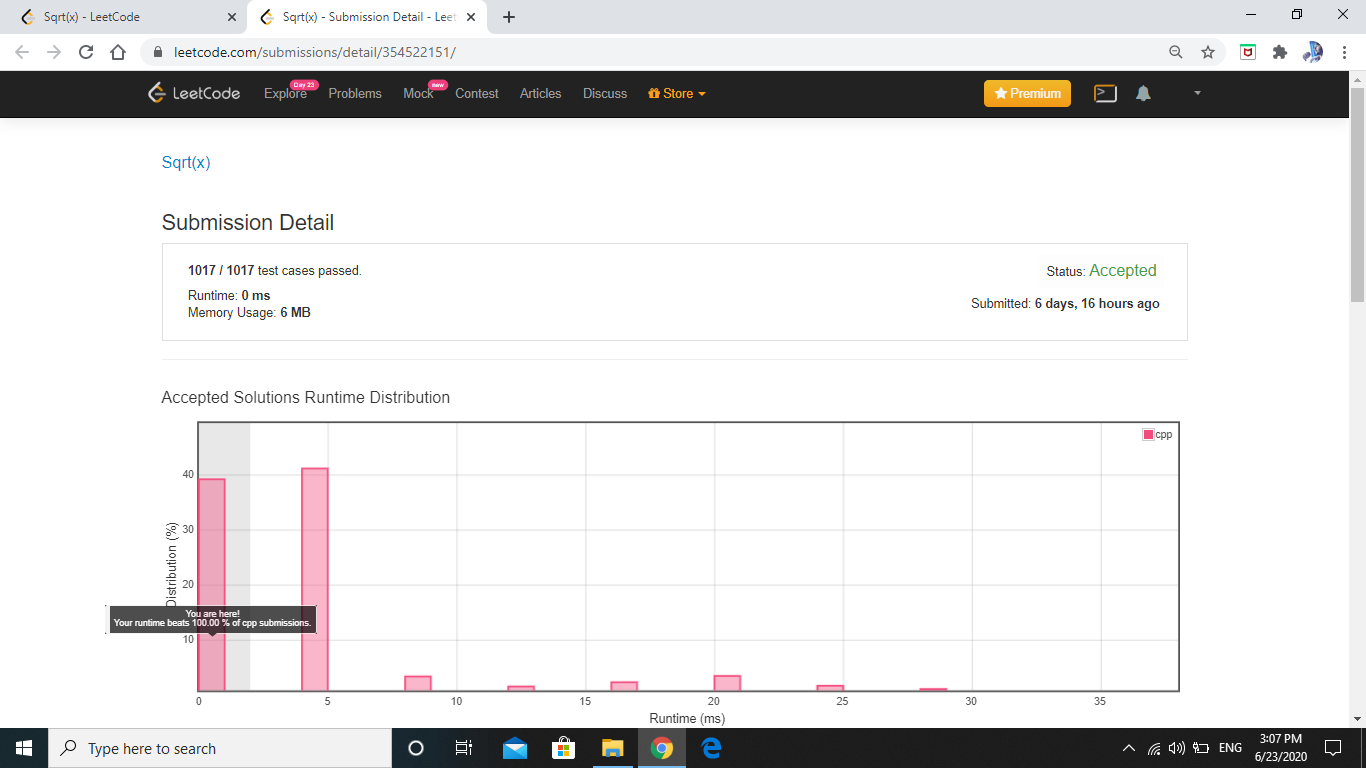 Sqrt(x) - LeetCode
Sqrt(x) - Submission Detail - Leet
leetcode.com/submissions/detail/354522151/
LeetCode
Explore Day 23 Problems Mock new Contest Articles Discuss Store Premium
Sqrt(x)
Submission Detail
1017 / 1017 test cases passed.
Status: Accepted
Runtime: 0 ms
Submitted: 6 days, 16 hours ago
Memory Usage: 6 MB
Accepted Solutions Runtime Distribution
cpp
40
30
20
10
Distribution (%)
You are here!
Your runtime beats 100.00 % of cpp submissions.
0 5 10 15 20 25 30 35
Runtime (ms)
Type here to search
ENG
3:07 PM
6/23/2020